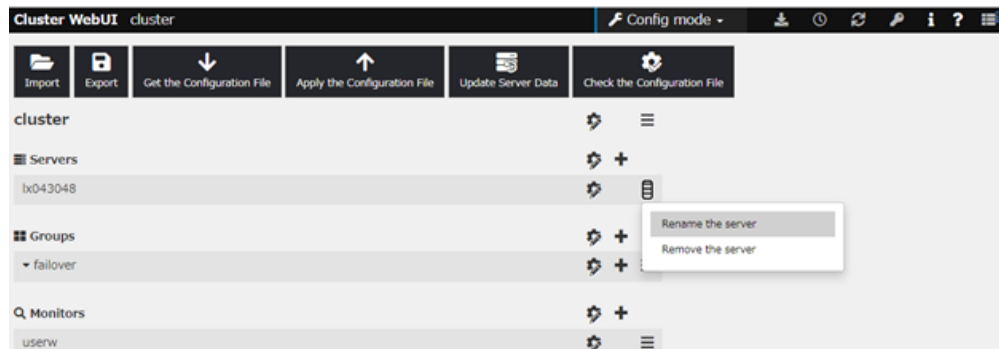 Cluster WebUI cluster Config mode
Import Export Get the Configuration File Apply the Configuration File Update Server Data Check the Configuration File
cluster
Servers
lx043048
Rename the server
Remove the server
Groups
failover
Monitors
userw